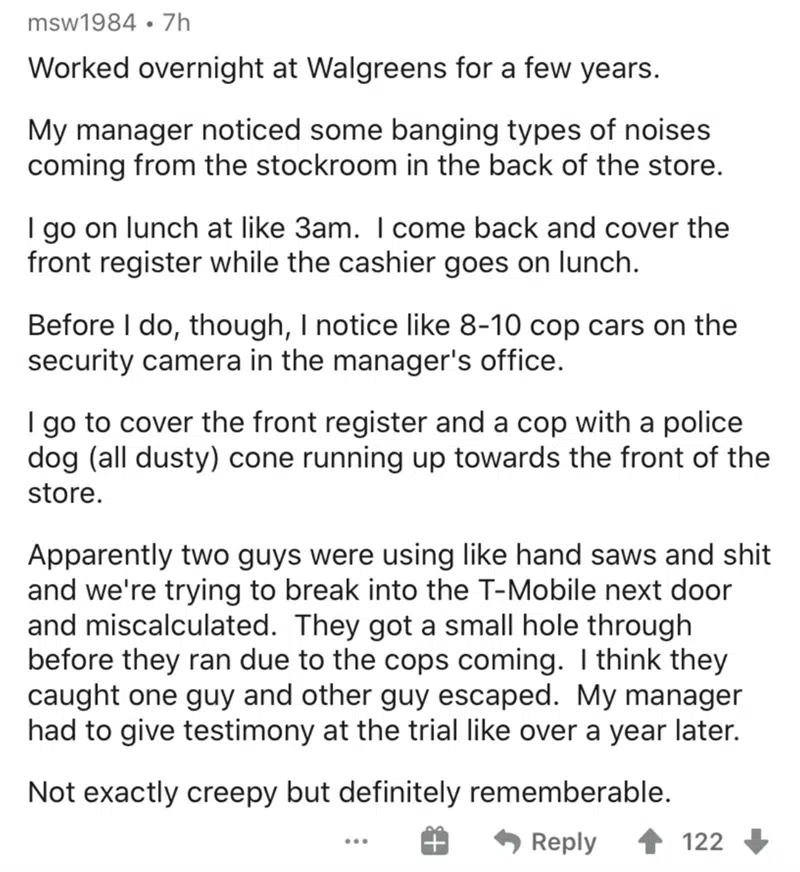 msw1984 • 7h
Worked overnight at Walgreens for a few years.
My manager noticed some banging types of noises
coming from the stockroom in the back of the store.
I go on lunch at like 3am.  I come back and cover the
front register while the cashier goes on lunch.
Before I do, though, I notice like 8-10 cop cars on the
security camera in the manager's office.
I go to cover the front register and a cop with a police
dog (all dusty) cone running up towards the front of the
store.
Apparently two guys were using like hand saws and shit
and we're trying to break into the T-Mobile next door
and miscalculated.  They got a small hole through
before they ran due to the cops coming.  I think they
caught one guy and other guy escaped.  My manager
had to give testimony at the trial like over a year later.
Not exactly creepy but definitely rememberable.
... Reply 122